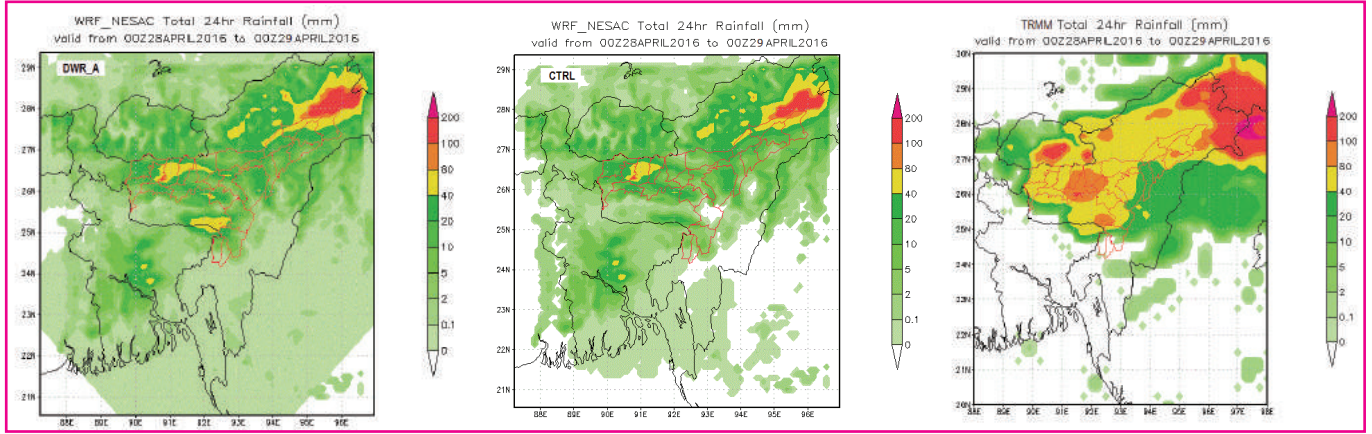 WRF_NESAC Total 24hr Rainfall (mm)
valid from 00Z28APRIL2016 to 00Z29APRIL2016
DWR_A
29N
28N
27N
26N
25N
24N
23N
22N
21N
88E 89E 90E 91E 92E 93E 94E 95E 96E
200
100
80
40
20
10
5
2
0.1
0
WRF_NESAC Total 24hr Rainfall (mm)
valid from 00Z28APRIL2016 to 00Z29APRIL2016
CTRL
29N
28N
27N
26N
25N
24N
23N
22N
21N
88E 89E 90E 91E 92E 93E 94E 95E 96E
200
100
80
40
20
10
5
2
0.1
0
TRMM Total 24hr Rainfall (mm)
valid from 00Z28APRIL2016 to 00Z29APRIL2016
30N
29N
28N
27N
26N
25N
24N
23N
22N
21N
20N
88E 89E 90E 91E 92E 93E 94E 95E 96E 97E 98E
200
100
80
40
20
10
5
2
0.1
0